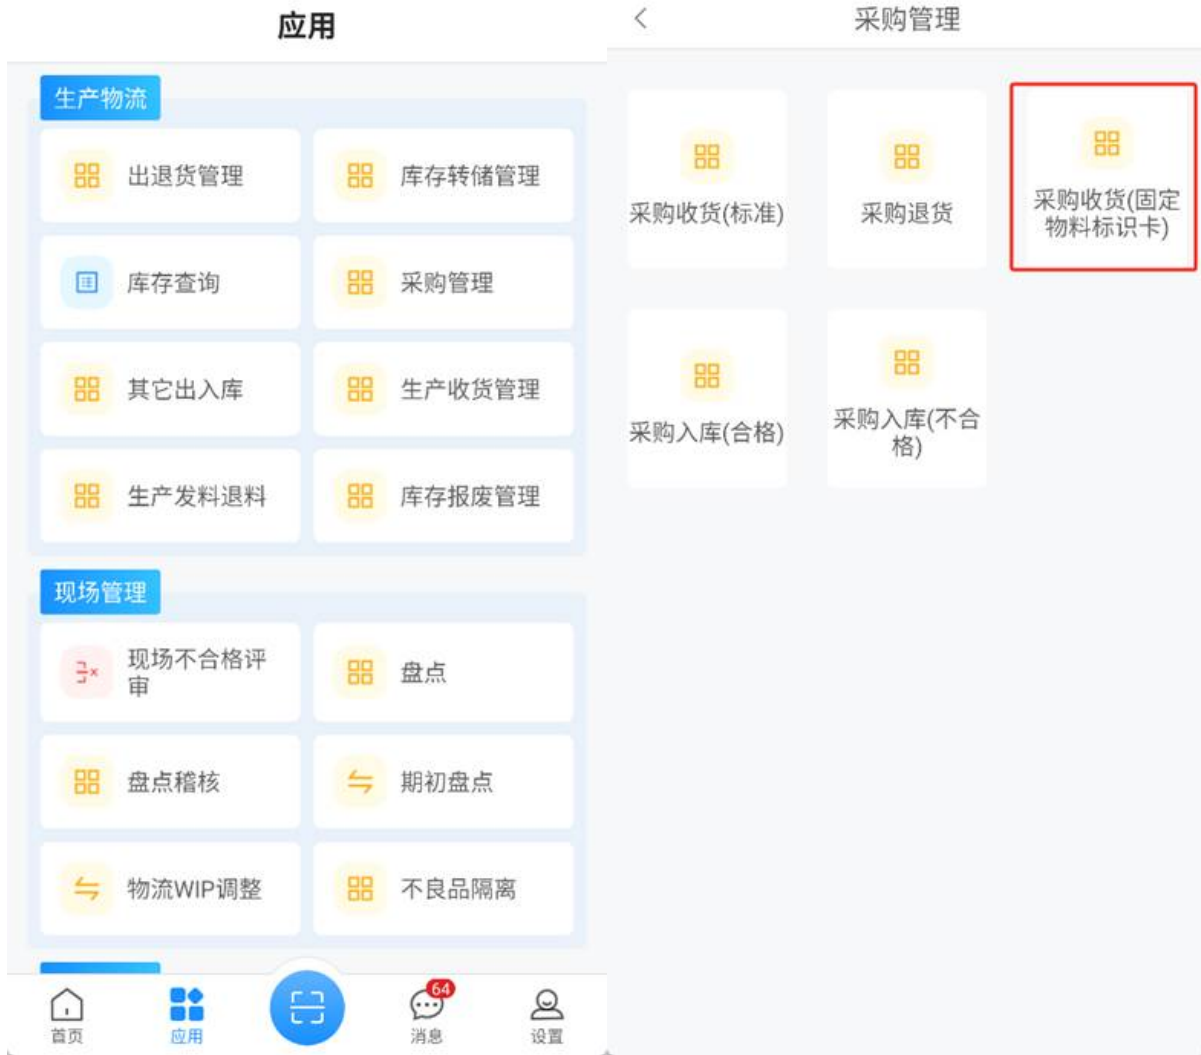 应用
生产物流
出退货管理
库存转储管理
库存查询
采购管理
其它出入库
生产收货管理
生产发料退料
库存报废管理
现场管理
现场不合格评
审
盘点
盘点稽核
期初盘点
物流WIP调整
不良品隔离
首页
应用
64
消息
设置
采购管理
采购收货(标准)
采购退货
采购收货(固定
物料标识卡)
采购入库(合格)
采购入库(不合
格)